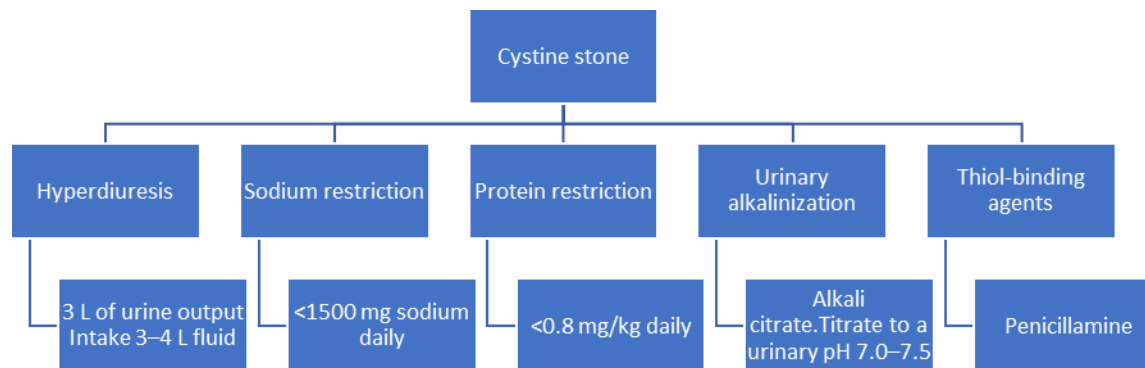 Cystine stone
Hyperdiuresis
Sodium restriction
Protein restriction
Urinary
alkalinization
Thiol-binding
agents
3 L of urine output
Intake 3–4 L fluid
<1500 mg sodium
daily
<0.8 mg/kg daily
Alkali
citrate.Titrate to a
urinary pH 7.0–7.5
Penicillamine